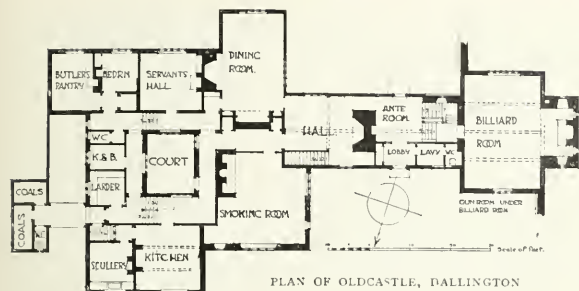 DINING
ROOM.
BUTLER'S
PANTRY
BEDRM
SERVANTS
HALL
ANTE
ROOM
HALL
BILLIARD
ROOM
W.C.
K.& B.
COURT
LOBBY
LAVY
WC
LARDER
COALS
COALS
SMOKING ROOM
GUN ROOM UNDER
BILLIARD ROOM
SCULLERY
KITCHEN
Scale of Feet.
PLAN OF OLDCASTLE, DALLINGTON